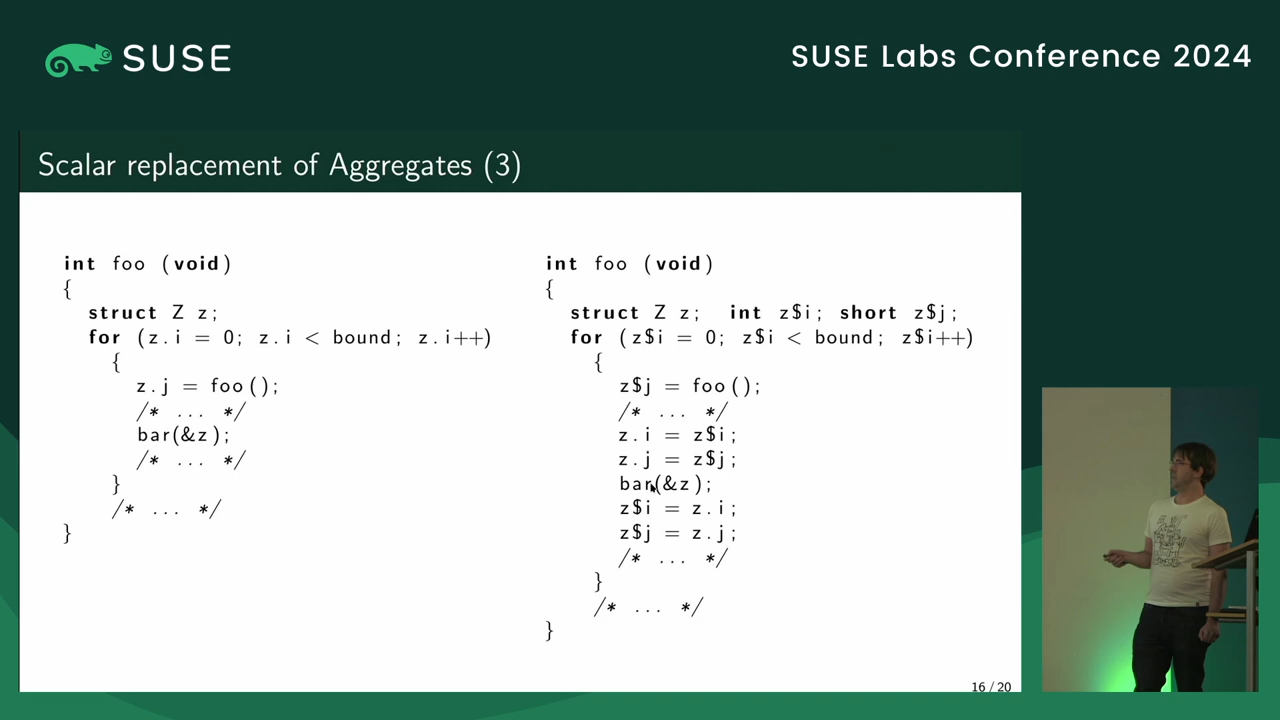 SUSE
SUSE Labs Conference 2024
Scalar replacement of Aggregates (3)
int foo (void)
{
struct Z z;
for (z.i = 0; z.i < bound; z.i++)
{
z.j = foo();
/* ... */
bar(&z);
/* ... */
}
/* ... */
}
int foo (void)
{
struct Z z; int z$i; short z$j;
for (z$i = 0; z$i < bound; z$i++)
{
z$j = foo();
/* ... */
z.i = z$i;
z.j = z$j;
bar(&z);
z$i = z.i;
z$j = z.j;
/* ... */
}
/* ... */
}
16 / 20